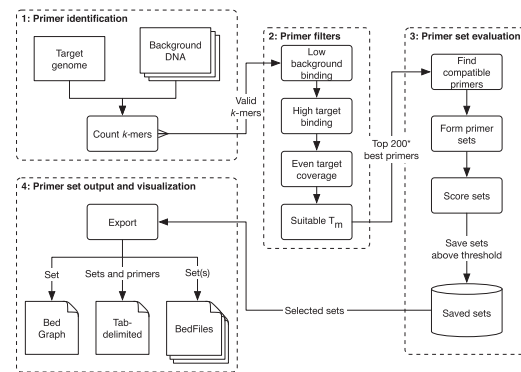 1: Primer identification
Target
genome
Background
DNA
Count k-mers
Valid
k-mers
2: Primer filters
Low
background
binding
High target
binding
Even target
coverage
Suitable Tm
Top 200*
best primers
3: Primer set evaluation
Find
compatible
primers
Form primer
sets
Score sets
Save sets
above threshold
Saved sets
Selected sets
4: Primer set output and visualization
Export
Set
Sets and primers
Set(s)
Bed
Graph
Tab-
delimited
BedFiles